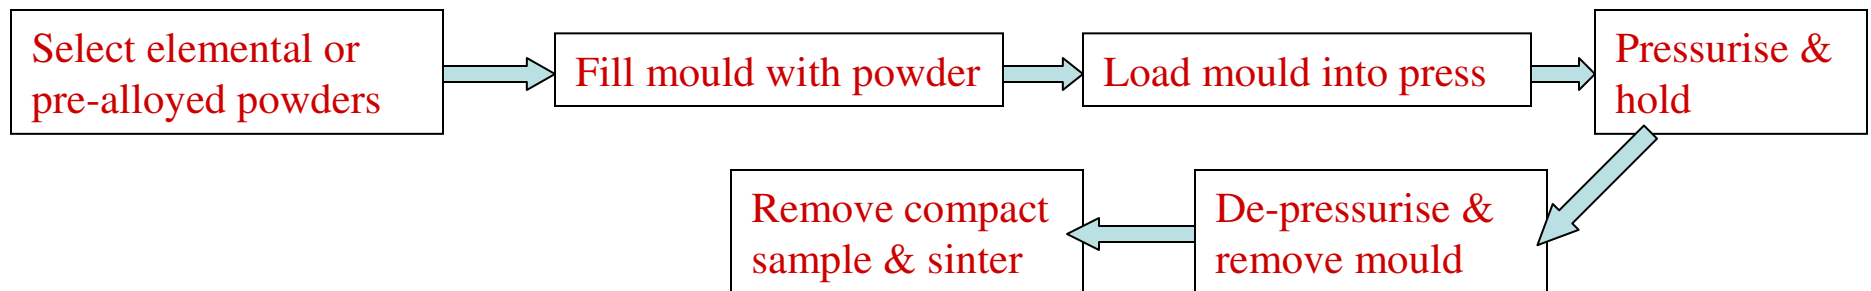 Select elemental or
pre-alloyed powders
Fill mould with powder
Load mould into press
Pressurise &
hold
De-pressurise &
remove mould
Remove compact
sample & sinter